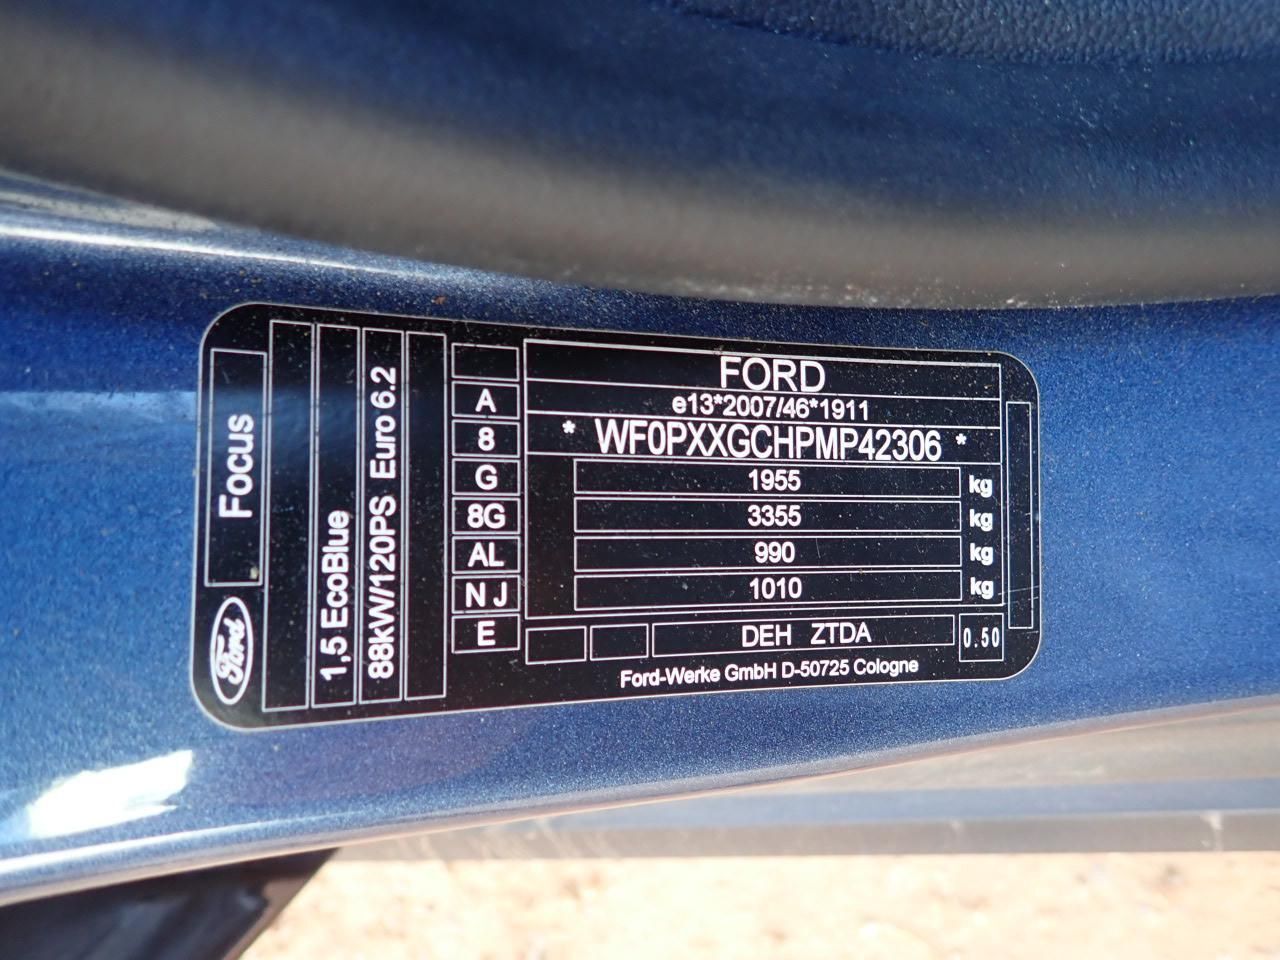 Focus
Ford
1,5 EcoBlue
88kW/120PS Euro 6.2
A
8
G
8G
AL
NJ
E
FORD
e13*2007/46*1911
* WF0PXXGCHPMP42306 *
1955 kg
3355 kg
990 kg
1010 kg
DEH ZTDA
0.50
Ford-Werke GmbH D-50725 Cologne